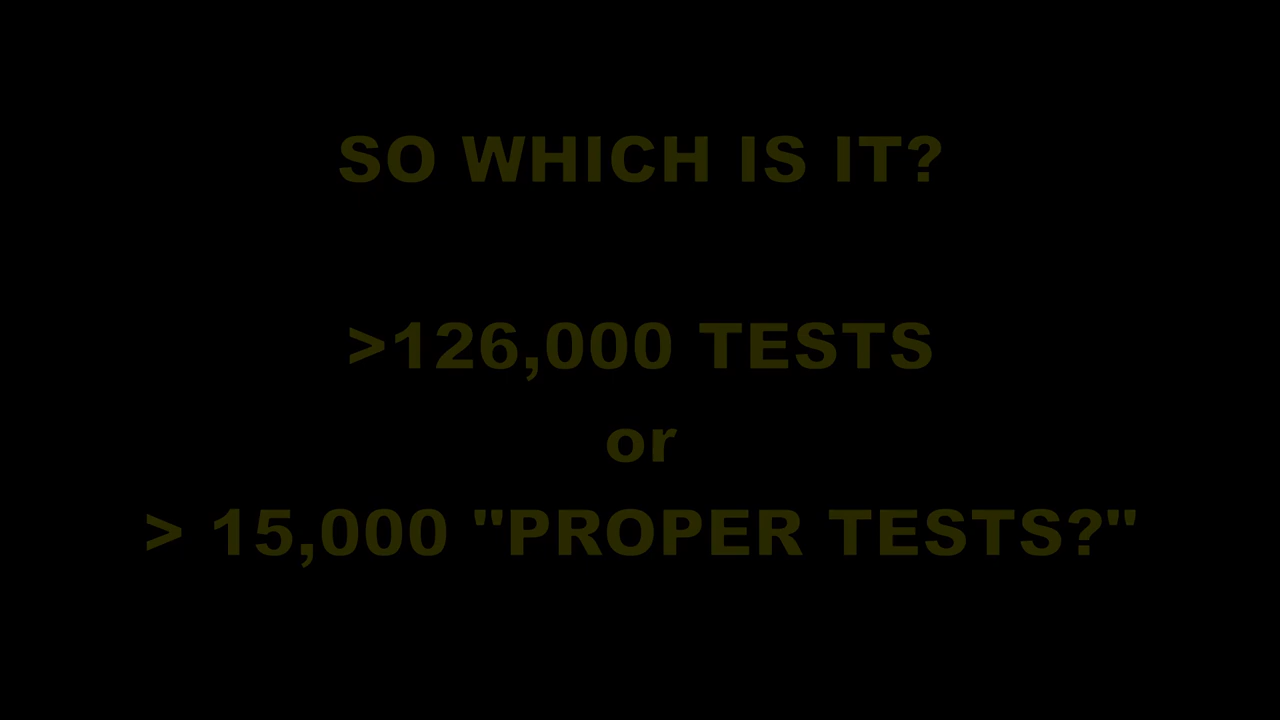 SO WHICH IS IT?
>126,000 TESTS
or
> 15,000 "PROPER TESTS?"